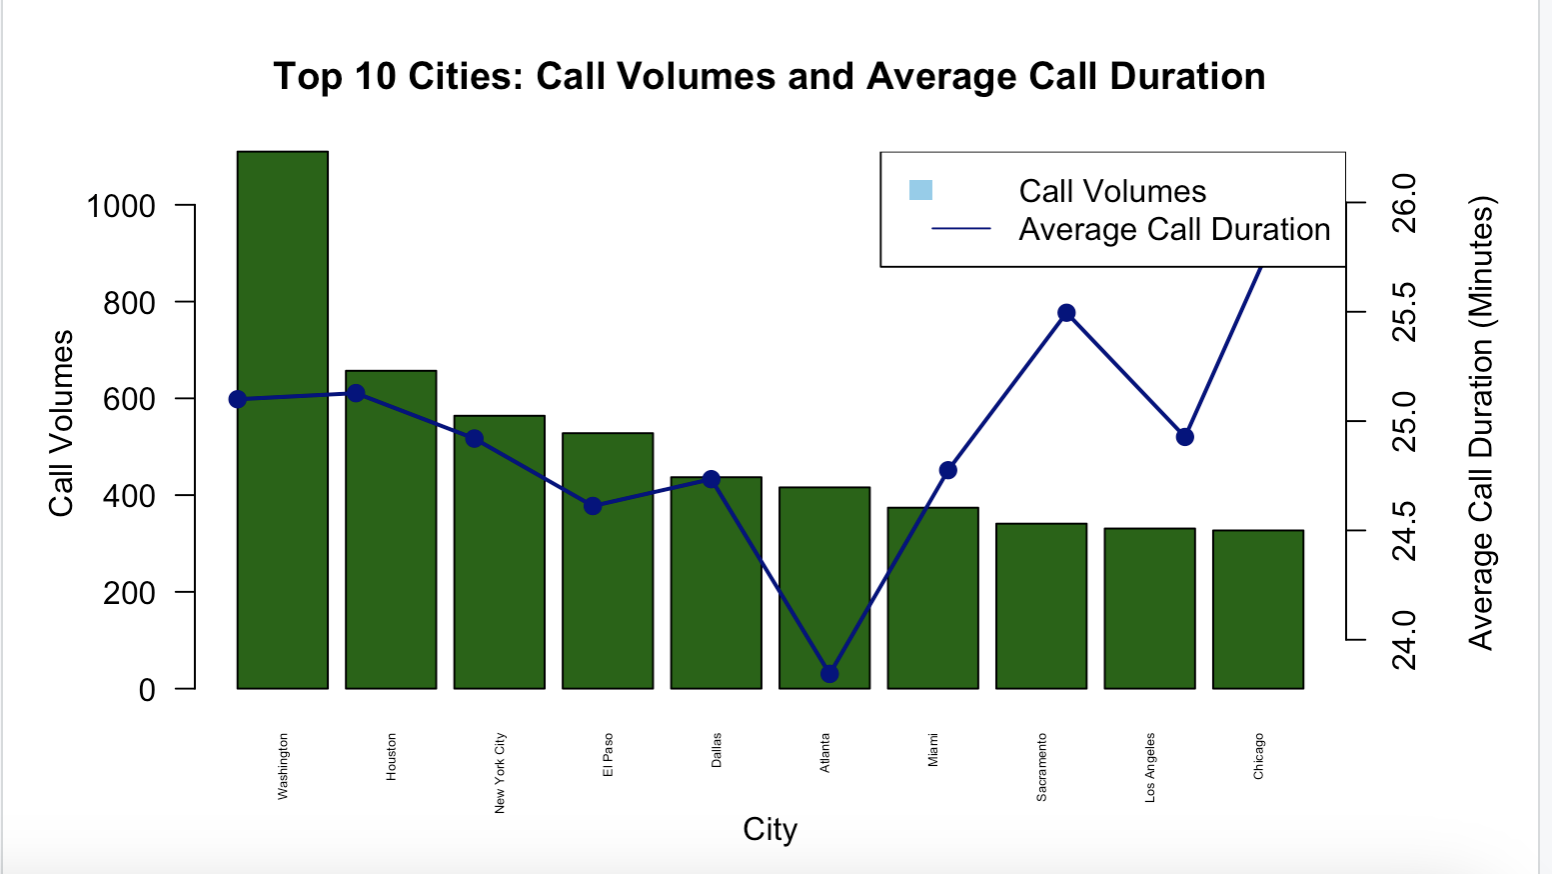 Top 10 Cities: Call Volumes and Average Call Duration
Call Volumes
Average Call Duration
1000
800
600
400
200
0
Call Volumes
26.0
25.5
25.0
24.5
24.0
Average Call Duration (Minutes)
Washington
Houston
New York City
El Paso
Dallas
Atlanta
Miami
Sacramento
Los Angeles
Chicago
City